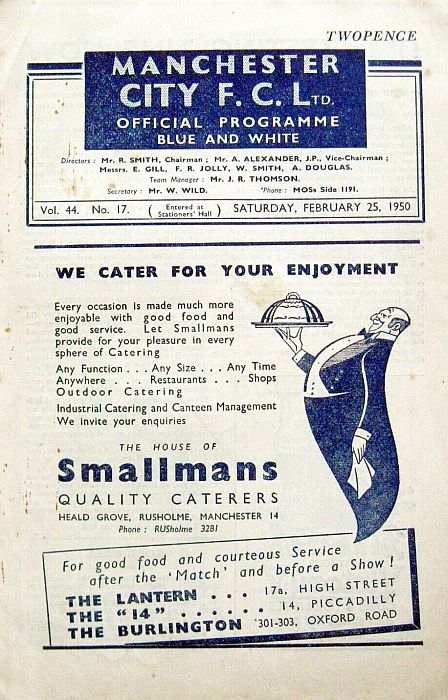 TWOPENCE
MANCHESTER
CITY F. C. LTD.
OFFICIAL PROGRAMME
BLUE AND WHITE
Directors : Mr. R. SMITH, Chairman ; Mr. A. ALEXANDER, J.P., Vice-Chairman ;
Messrs. E. GILL, F. R. JOLLY, W. SMITH, A. DOUGLAS.
Team Manager : Mr. J. R. THOMSON.
Secretary : Mr. W. WILD. 'Phone : MOSs Side 1191.
Vol. 44. No. 17. ( Entered at Stationers' Hall ) SATURDAY, FEBRUARY 25, 1950
WE CATER FOR YOUR ENJOYMENT
Every occasion is made much more
enjoyable with good food and
good service. Let Smallmans
provide for your pleasure in every
sphere of Catering
Any Function . . . Any Size . . . Any Time
Anywhere . . . Restaurants . . . Shops
Outdoor Catering
Industrial Catering and Canteen Management
We invite your enquiries
THE HOUSE OF
Smallmans
QUALITY CATERERS
HEALD GROVE, RUSHOLME, MANCHESTER 14
Phone : RUSholme 3281
For good food and courteous Service
after the 'Match' and before a Show !
THE LANTERN . . . 17a, HIGH STREET
THE "14" . . . . . . 14, PICCADILLY
THE BURLINGTON 301-303, OXFORD ROAD